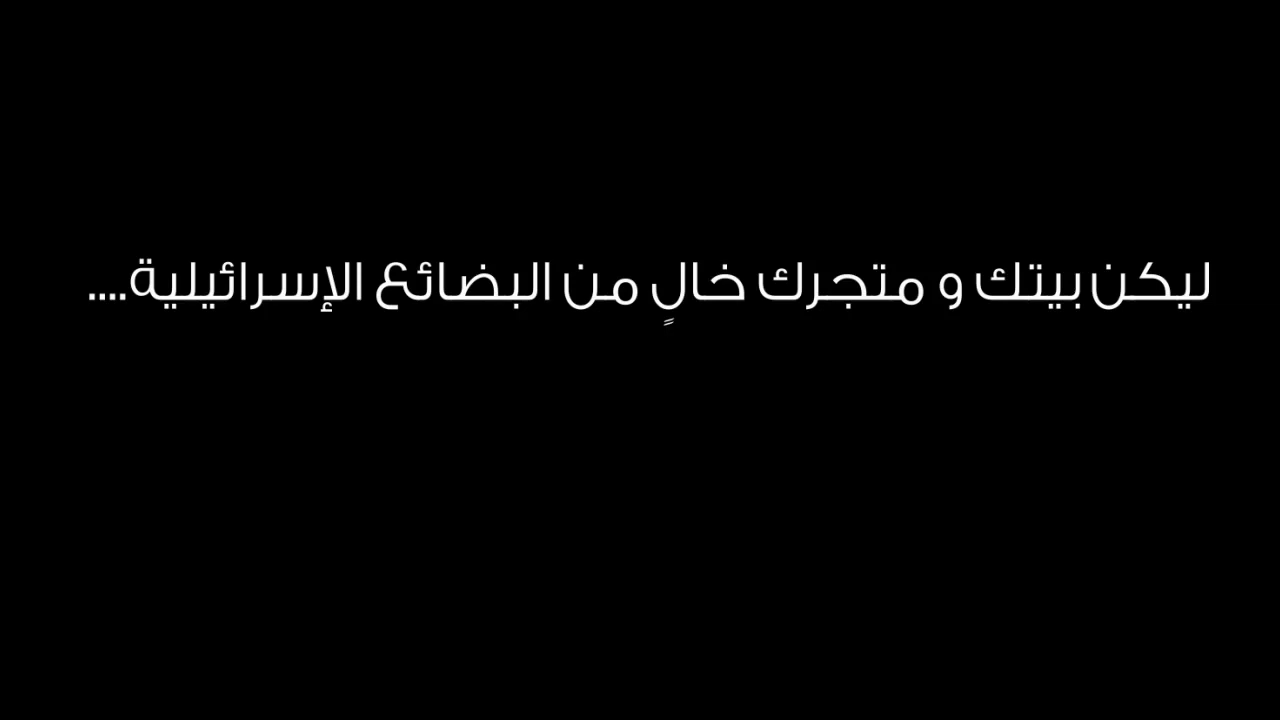 ليكن بيتك و متجرك خالٍ من البضائع الإسرائيلية....